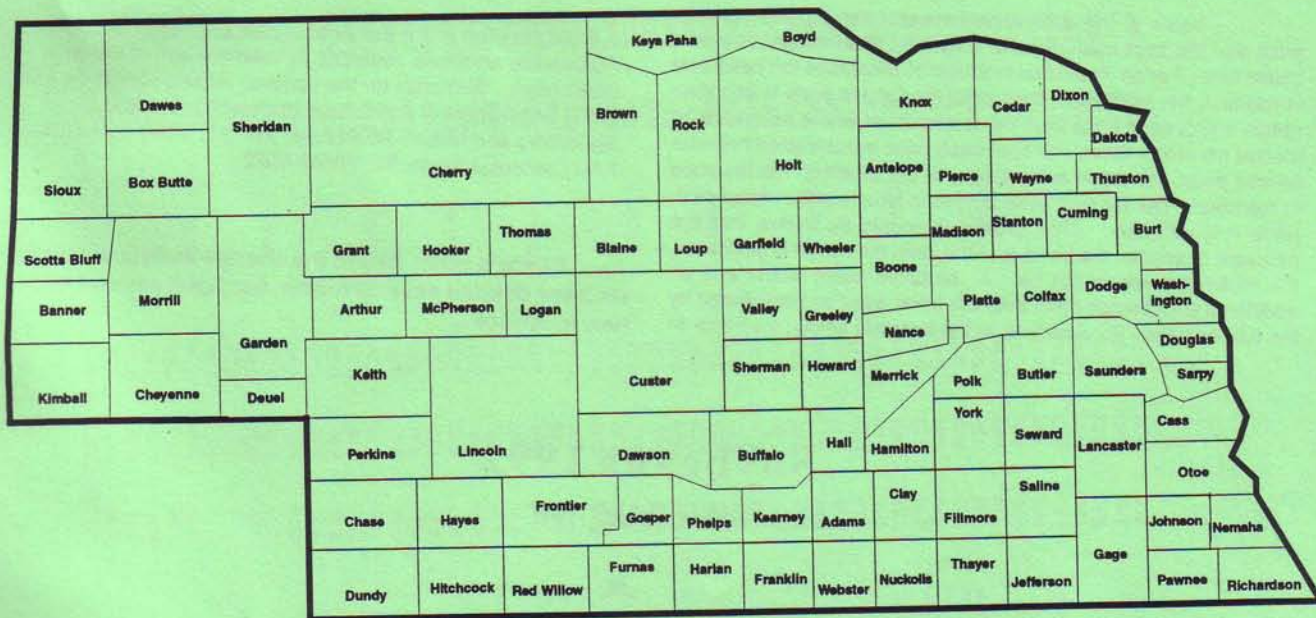 Keya Paha
Boyd
Dawes
Sheridan
Brown
Rock
Knox
Cedar
Dixon
Dakota
Sioux
Box Butte
Cherry
Holt
Antelope
Pierce
Wayne
Thurston
Scotts Bluff
Grant
Hooker
Thomas
Blaine
Loup
Garfield
Wheeler
Boone
Madison
Stanton
Cuming
Burt
Banner
Morrill
Garden
Arthur
McPherson
Logan
Valley
Greeley
Nance
Platte
Colfax
Dodge
Wash-
ington
Kimball
Cheyenne
Deuel
Keith
Custer
Sherman
Howard
Merrick
Polk
Butler
Saunders
Douglas
Sarpy
Perkins
Lincoln
Dawson
Buffalo
Hall
Hamilton
York
Seward
Lancaster
Cass
Otoe
Chase
Hayes
Frontier
Gosper
Phelps
Kearney
Adams
Clay
Fillmore
Saline
Johnson
Nemaha
Dundy
Hitchcock
Red Willow
Furnas
Harlan
Franklin
Webster
Nuckolls
Thayer
Jefferson
Gage
Pawnee
Richardson